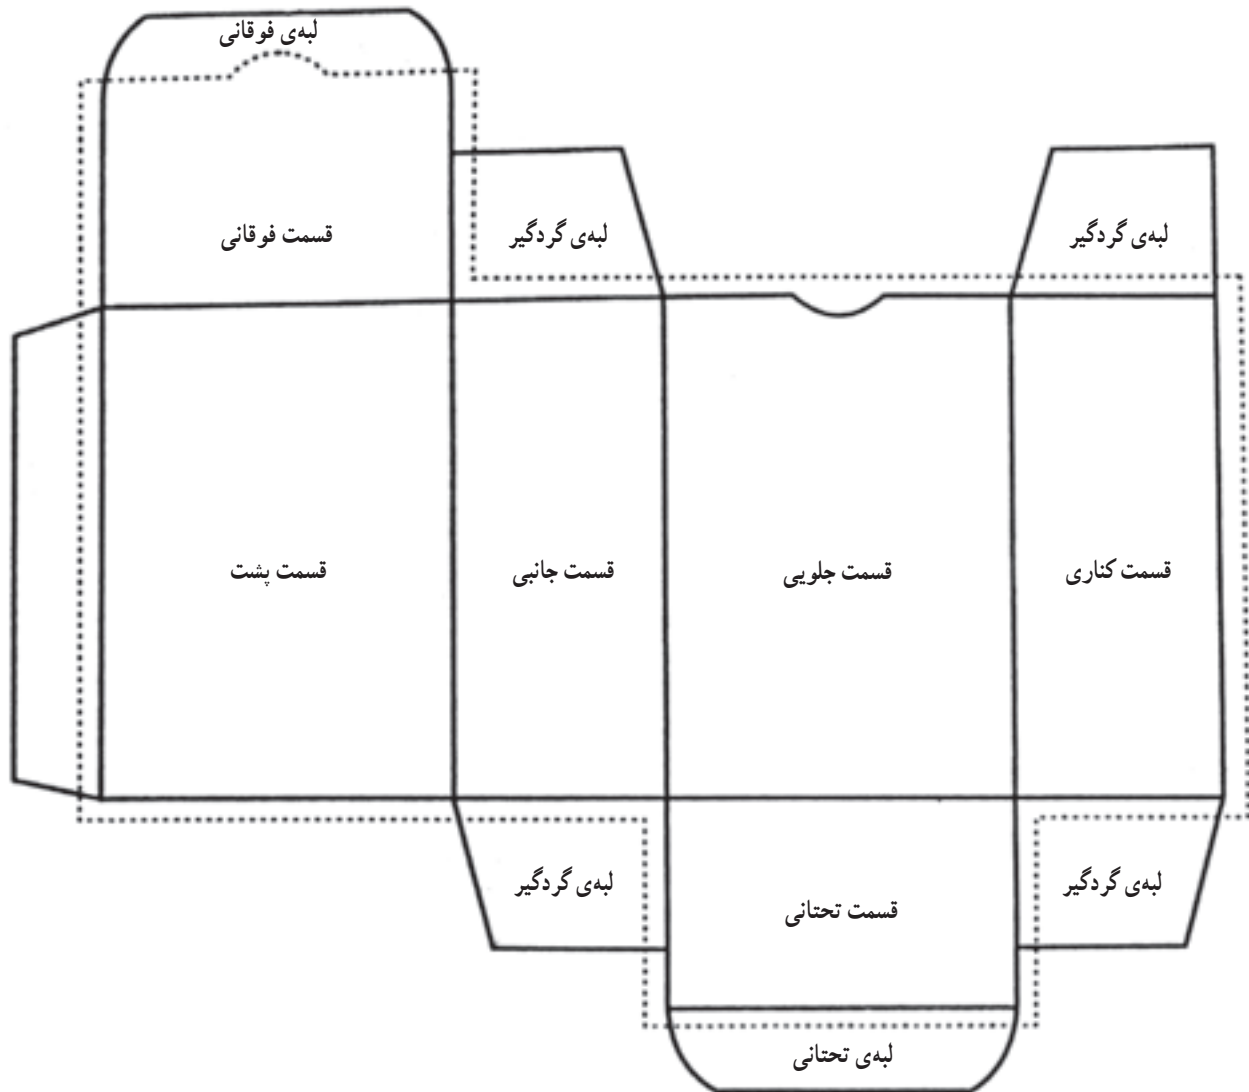 لبه‌ی فوقانی
قسمت فوقانی
لبه‌ی گردگیر
لبه‌ی گردگیر
قسمت پشت
قسمت جانبی
قسمت جلویی
قسمت کناری
لبه‌ی گردگیر
قسمت تحتانی
لبه‌ی گردگیر
لبه‌ی تحتانی